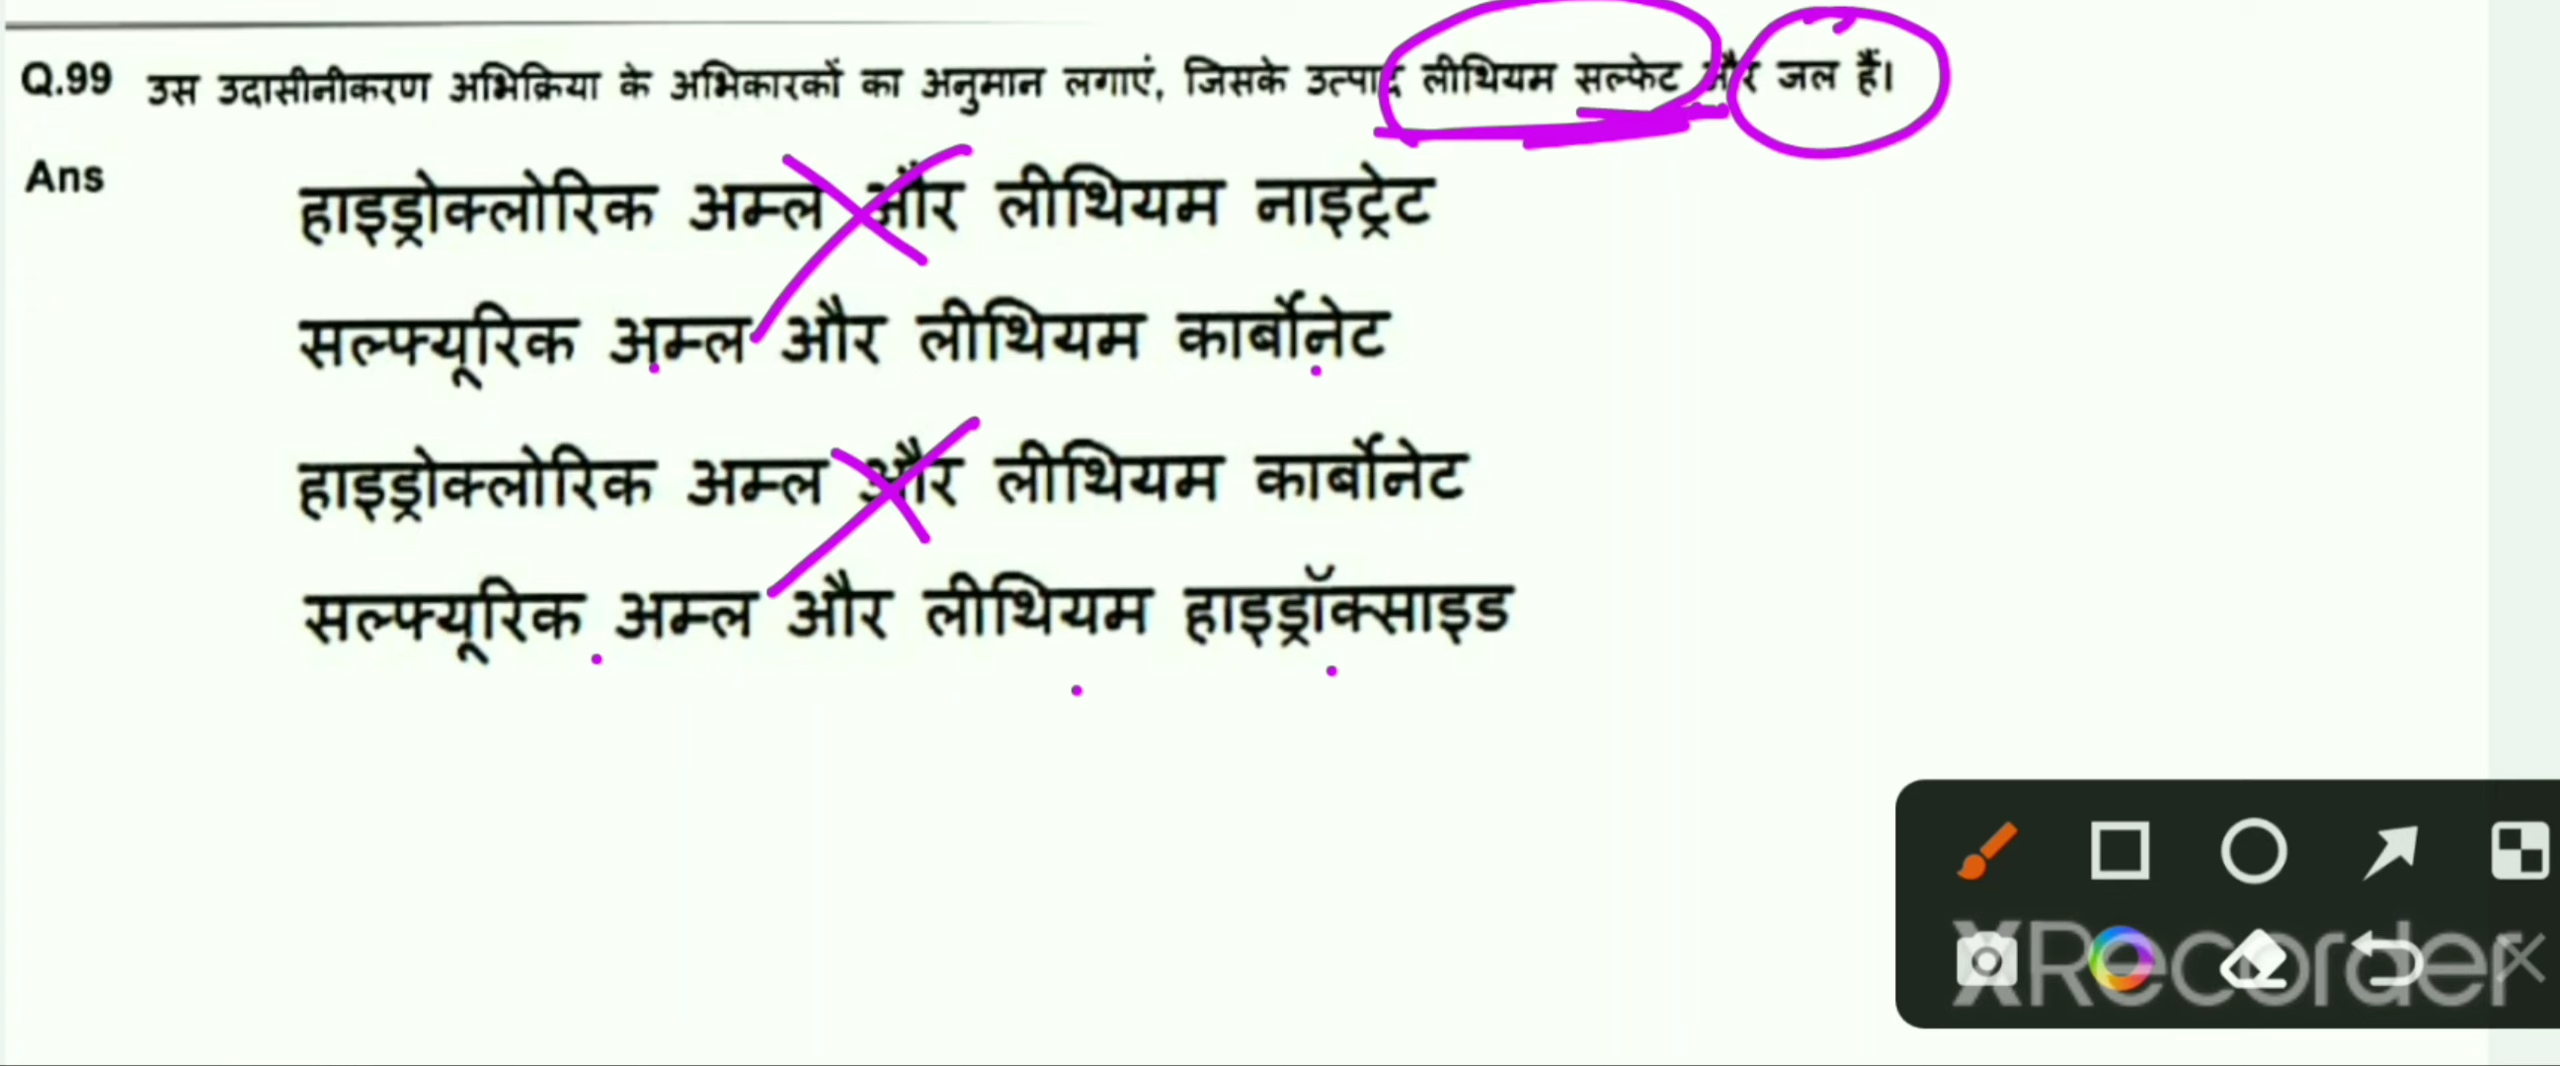 Q.99 उस उदासीनीकरण अभिक्रिया के अभिकारकों का अनुमान लगाएं, जिसके उत्पाद लीथियम सल्फेट और जल हैं।
Ans
हाइड्रोक्लोरिक अम्ल और लीथियम नाइट्रेट
सल्फ्यूरिक अम्ल और लीथियम कार्बोनेट
हाइड्रोक्लोरिक अम्ल और लीथियम कार्बोनेट
सल्फ्यूरिक अम्ल और लीथियम हाइड्रॉक्साइड
XRecorder